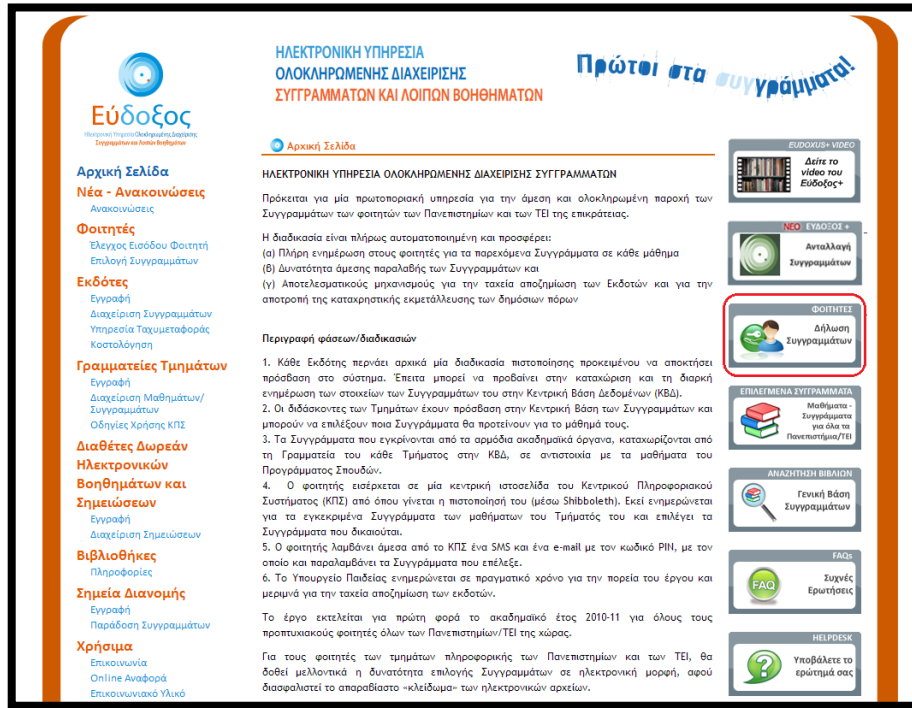 Εύδοξος
Ηλεκτρονική Υπηρεσία Ολοκληρωμένης Διαχείρισης
Συγγραμμάτων και Λοιπών Βοηθημάτων
ΗΛΕΚΤΡΟΝΙΚΗ ΥΠΗΡΕΣΙΑ
ΟΛΟΚΛΗΡΩΜΕΝΗΣ ΔΙΑΧΕΙΡΙΣΗΣ
ΣΥΓΓΡΑΜΜΑΤΩΝ ΚΑΙ ΛΟΙΠΩΝ ΒΟΗΘΗΜΑΤΩΝ
Πρώτοι στα συγγράμματα!
Αρχική Σελίδα
Νέα - Ανακοινώσεις
Ανακοινώσεις
Φοιτητές
Έλεγχος Εισόδου Φοιτητή
Επιλογή Συγγραμμάτων
Εκδότες
Εγγραφή
Διαχείριση Συγγραμμάτων
Υπηρεσία Ταχυμεταφοράς
Κοστολόγηση
Γραμματείες Τμημάτων
Εγγραφή
Διαχείριση Μαθημάτων/
Συγγραμμάτων
Οδηγίες Χρήσης ΚΠΣ
Διαθέτες Δωρεάν
Ηλεκτρονικών
Βοηθημάτων και
Σημειώσεων
Εγγραφή
Διαχείριση Σημειώσεων
Βιβλιοθήκες
Πληροφορίες
Σημεία Διανομής
Εγγραφή
Παράδοση Συγγραμμάτων
Χρήσιμα
Επικοινωνία
Online Αναφορά
Επικοινωνιακό Υλικό
Αρχική Σελίδα
ΗΛΕΚΤΡΟΝΙΚΗ ΥΠΗΡΕΣΙΑ ΟΛΟΚΛΗΡΩΜΕΝΗΣ ΔΙΑΧΕΙΡΙΣΗΣ ΣΥΓΓΡΑΜΜΑΤΩΝ
Πρόκειται για μία πρωτοποριακή υπηρεσία για την άμεση και ολοκληρωμένη παροχή των
Συγγραμμάτων των φοιτητών των Πανεπιστημίων και των ΤΕΙ της επικράτειας.
Η διαδικασία είναι πλήρως αυτοματοποιημένη και προσφέρει:
(α) Πλήρη ενημέρωση στους φοιτητές για τα παρεχόμενα Συγγράμματα σε κάθε μάθημα
(β) Δυνατότητα άμεσης παραλαβής των Συγγραμμάτων και
(γ) Αποτελεσματικούς μηχανισμούς για την ταχεία αποζημίωση των Εκδοτών και για την
αποτροπή της καταχρηστικής εκμετάλλευσης των δημόσιων πόρων
Περιγραφή φάσεων/διαδικασιών
1. Κάθε Εκδότης περνάει αρχικά μία διαδικασία πιστοποίησης προκειμένου να αποκτήσει
πρόσβαση στο σύστημα. Έπειτα μπορεί να προβαίνει στην καταχώριση και τη διαρκή
ενημέρωση των στοιχείων των Συγγραμμάτων του στην Κεντρική Βάση Δεδομένων (ΚΒΔ).
2. Οι διδάσκοντες των Τμημάτων έχουν πρόσβαση στην Κεντρική Βάση των Συγγραμμάτων και
μπορούν να επιλέξουν ποια Συγγράμματα θα προτείνουν για το μάθημά τους.
3. Τα Συγγράμματα που εγκρίνονται από τα αρμόδια ακαδημαϊκά όργανα, καταχωρίζονται από
τη Γραμματεία του κάθε Τμήματος στην ΚΒΔ, σε αντιστοιχία με τα μαθήματα του
Προγράμματος Σπουδών.
4. Ο φοιτητής εισέρχεται σε μία κεντρική ιστοσελίδα του Κεντρικού Πληροφοριακού
Συστήματος (ΚΠΣ) από όπου γίνεται η πιστοποίησή του (μέσω Shibboleth). Εκεί ενημερώνεται
για τα εγκεκριμένα Συγγράμματα των μαθημάτων του Τμήματός του και επιλέγει τα
Συγγράμματα που δικαιούται.
5. Ο φοιτητής λαμβάνει άμεσα από το ΚΠΣ ένα SMS και ένα e-mail με τον κωδικό PIN, με τον
οποίο και παραλαμβάνει τα Συγγράμματα που επέλεξε.
6. Το Υπουργείο Παιδείας ενημερώνεται σε πραγματικό χρόνο για την πορεία του έργου και
μεριμνά για την ταχεία αποζημίωση των εκδοτών.
Το έργο εκτελείται για πρώτη φορά το ακαδημαϊκό έτος 2010-11 για όλους τους
προπτυχιακούς φοιτητές όλων των Πανεπιστημίων/ΤΕΙ της χώρας.
Για τους φοιτητές των τμημάτων πληροφορικής των Πανεπιστημίων και των ΤΕΙ, θα
δοθεί μελλοντικά η δυνατότητα επιλογής Συγγραμμάτων σε ηλεκτρονική μορφή, αφού
διασφαλιστεί το απαραβίαστο «κλείδωμα» των ηλεκτρονικών αρχείων.
EUDOXUS+ VIDEO
Δείτε το
video του
Εύδοξος+
ΝΕΟ ΕΥΔΟΞΟΣ +
Ανταλλαγή
Συγγραμμάτων
ΦΟΙΤΗΤΕΣ
Δήλωση
Συγγραμμάτων
ΕΠΙΛΕΓΜΕΝΑ ΣΥΓΓΡΑΜΜΑΤΑ
Μαθήματα -
Συγγράμματα
για όλα τα
Πανεπιστήμια/ΤΕΙ
ΑΝΑΖΗΤΗΣΗ ΒΙΒΛΙΩΝ
Γενική Βάση
Συγγραμμάτων
FAQs
FAQ
Συχνές
Ερωτήσεις
HELPDESK
Υποβάλετε το
ερώτημά σας